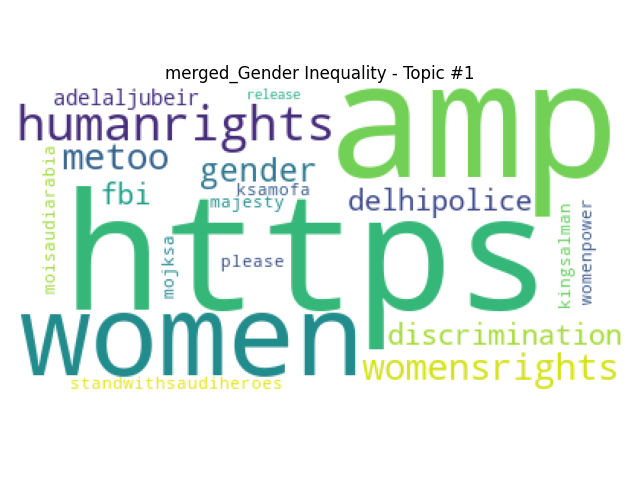 merged_Gender Inequality - Topic #1
adelaljubeir
release
amp
humanrights
metoo
gender
moisaudiarabia
fbi
ksamofa
majesty
delhipolice
https
mojksa
please
kingsalman
womenpower
women
discrimination
womensrights
standwithsaudiheroes